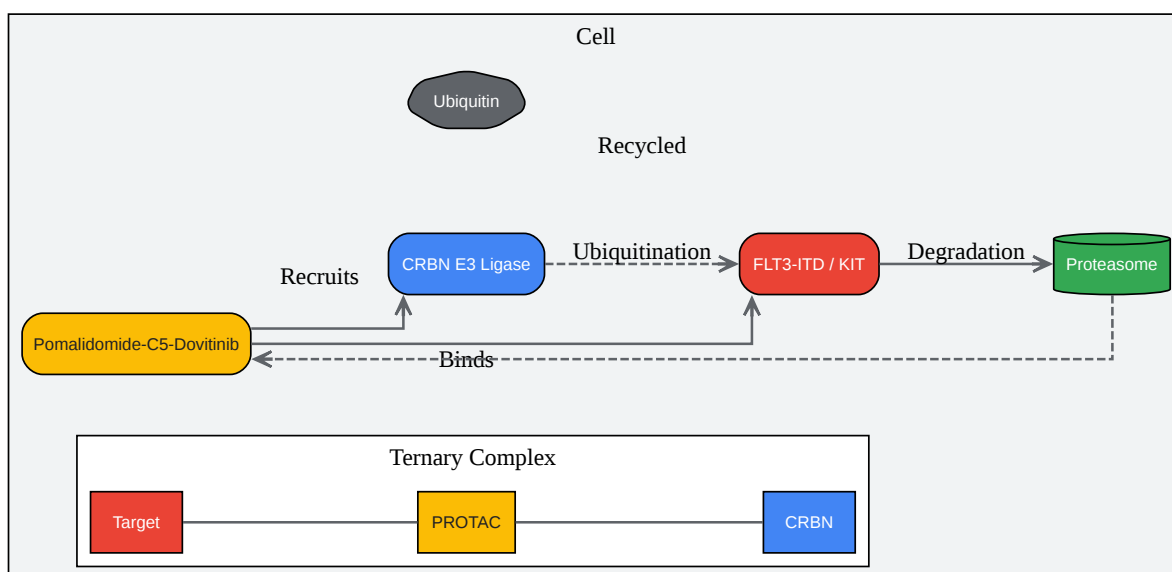 Cell
Ubiquitin
Recycled
CRBN E3 Ligase
Ubiquitination
FLT3-ITD / KIT
Degradation
Proteasome
Recruits
Pomalidomide-C5-Dovitinib
Binds
Ternary Complex
Target
PROTAC
CRBN